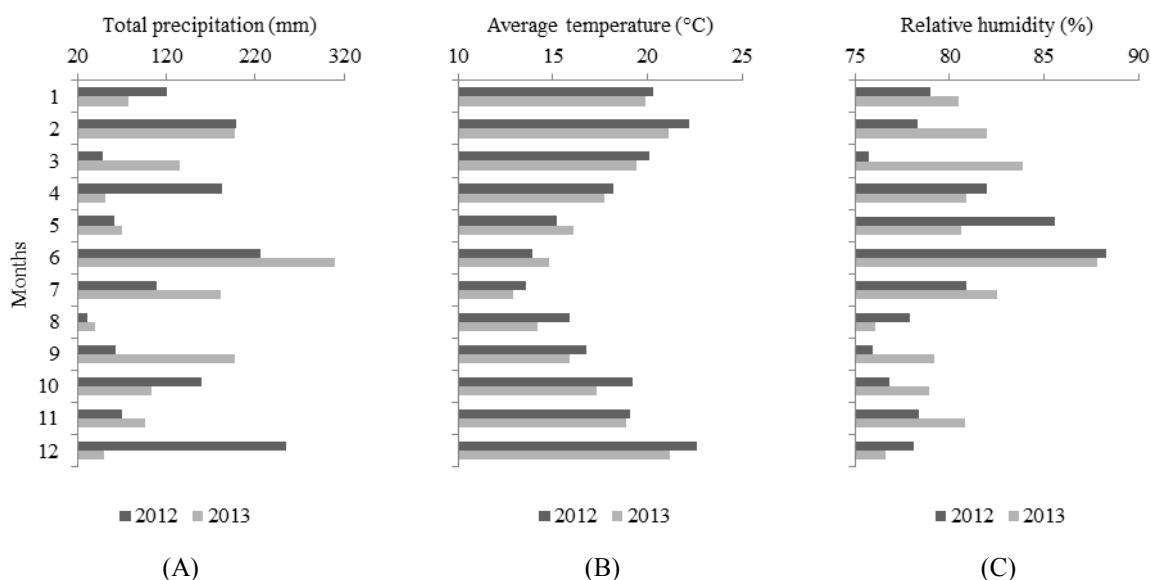 Total precipitation (mm)
20 120 220 320
Average temperature (°C)
10 15 20 25
Relative humidity (%)
75 80 85 90
Months
1
2
3
4
5
6
7
8
9
10
11
12
2012 2013
2012 2013
2012 2013
(A) (B) (C)